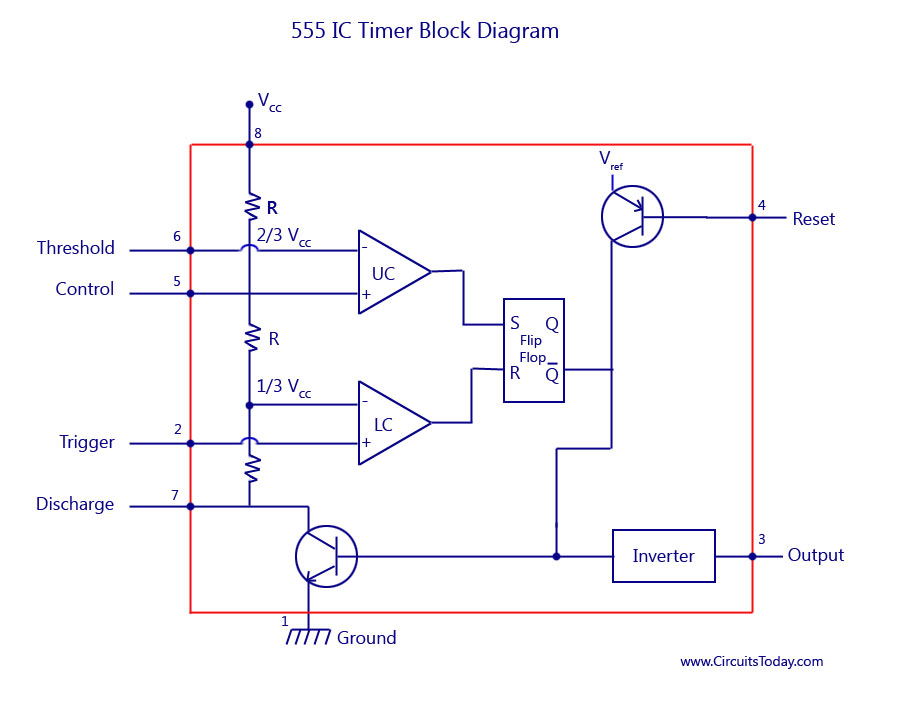 555 IC Timer Block Diagram
Vcc
8
Vref
R
4
Reset
6
2/3 Vcc
Threshold
-
UC
5
Control
+
S Q
Flip
Flop
R Q̅
R
1/3 Vcc
-
LC
2
Trigger
+
7
Discharge
3
Inverter
Output
1
Ground
www.CircuitsToday.com